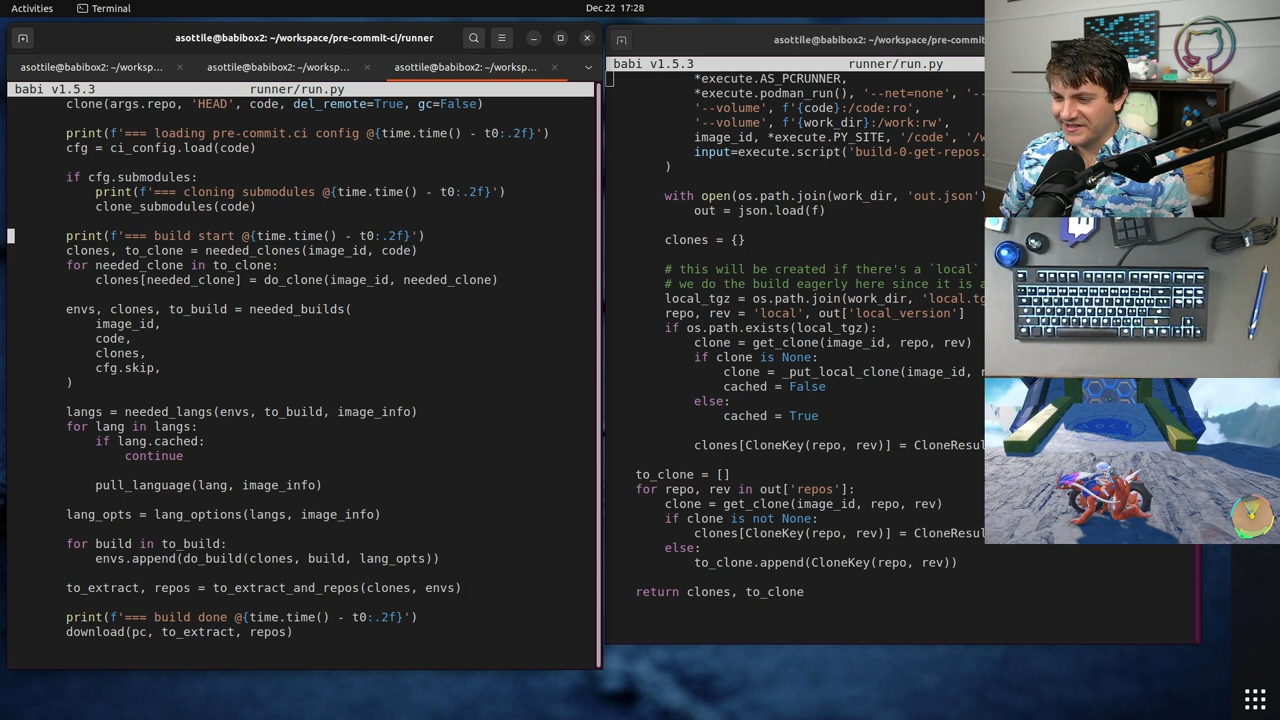 Activities
Terminal
Dec 22 17:28
asottile@babibox2: ~/workspace/pre-commit-ci/runner
asottile@babibox2: ~/worksp...
asottile@babibox2: ~/worksp...
asottile@babibox2: ~/worksp...
babi v1.5.3 runner/run.py
clone(args.repo, 'HEAD', code, del_remote=True, gc=False)
print(f'=== loading pre-commit.ci config @{time.time() - t0:.2f}')
cfg = ci_config.load(code)
if cfg.submodules:
print(f'=== cloning submodules @{time.time() - t0:.2f}')
clone_submodules(code)
print(f'=== build start @{time.time() - t0:.2f}')
clones, to_clone = needed_clones(image_id, code)
for needed_clone in to_clone:
clones[needed_clone] = do_clone(image_id, needed_clone)
envs, clones, to_build = needed_builds(
image_id,
code,
clones,
cfg.skip,
)
langs = needed_langs(envs, to_build, image_info)
for lang in langs:
if lang.cached:
continue
pull_language(lang, image_info)
lang_opts = lang_options(langs, image_info)
for build in to_build:
envs.append(do_build(clones, build, lang_opts))
to_extract, repos = to_extract_and_repos(clones, envs)
print(f'=== build done @{time.time() - t0:.2f}')
download(pc, to_extract, repos)
asottile@babibox2: ~/workspace/pre-commit
babi v1.5.3 runner/run.py
*execute.AS_PCRUNNER,
*execute.podman_run(), '--net=none', '-
'--volume', f'{code}:/code:ro',
'--volume', f'{work_dir}:/work:rw',
image_id, *execute.PY_SITE, '/code', '/
input=execute.script('build-0-get-repos.
)
with open(os.path.join(work_dir, 'out.json')
out = json.load(f)
clones = {}
# this will be created if there's a `local`
# we do the build eagerly here since it is a
local_tgz = os.path.join(work_dir, 'local.tg
repo, rev = 'local', out['local_version']
if os.path.exists(local_tgz):
clone = get_clone(image_id, repo, rev)
if clone is None:
clone = _put_local_clone(image_id,
cached = False
else:
cached = True
clones[CloneKey(repo, rev)] = CloneResul
to_clone = []
for repo, rev in out['repos']:
clone = get_clone(image_id, repo, rev)
if clone is not None:
clones[CloneKey(repo, rev)] = CloneResul
else:
to_clone.append(CloneKey(repo, rev))
return clones, to_clone